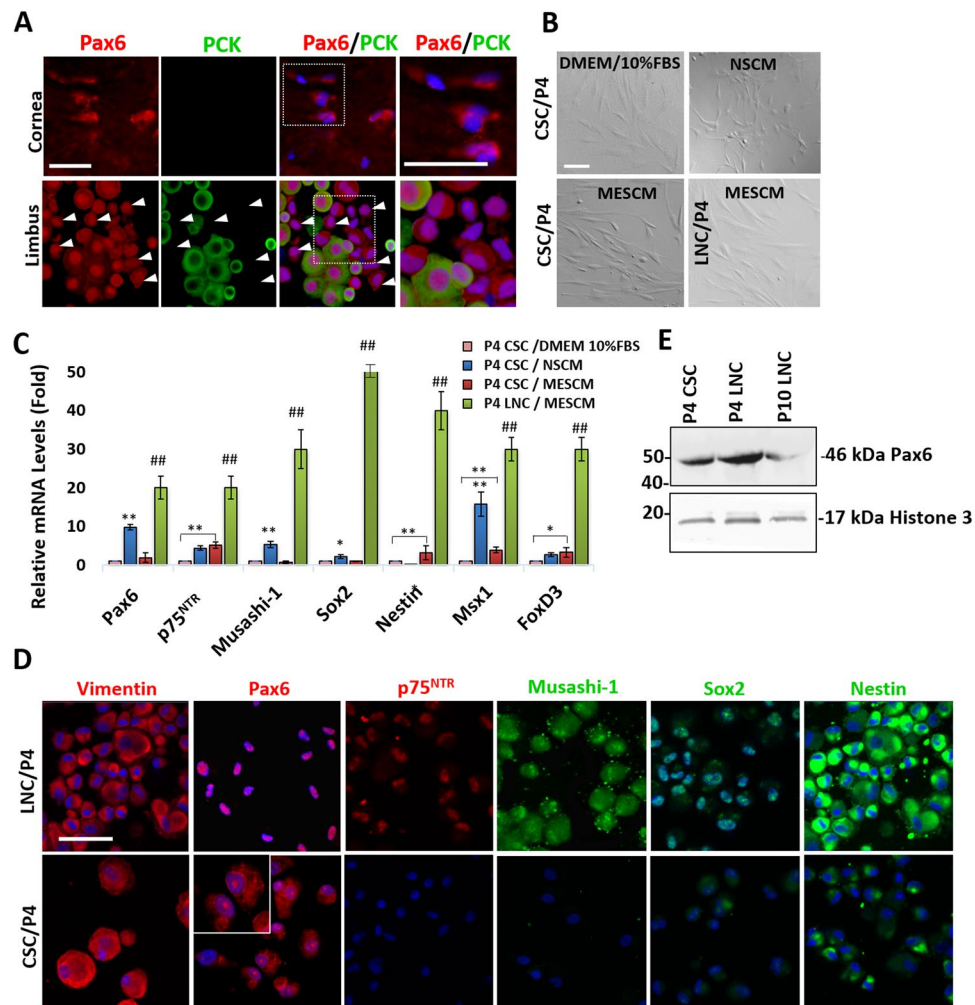 A
Pax6 PCK Pax6/PCK Pax6/PCK
Cornea
Limbus
B
DMEM/10%FBS NSCM
CSC/P4
MESCM MESCM
CSC/P4 LNC/P4
C
Relative mRNA Levels (Fold)
50
40
30
20
10
0
P4 CSC /DMEM 10%FBS
P4 CSC / NSCM
P4 CSC / MESCM
P4 LNC / MESCM
** ##
** ##
** ##
* ##
** ##
** ** ##
* ##
Pax6 p75NTR Musashi-1 Sox2 Nestin* Msx1 FoxD3
E
P4 CSC P4 LNC P10 LNC
50- -46 kDa Pax6
40-
20- -17 kDa Histone 3
D
Vimentin Pax6 p75NTR Musashi-1 Sox2 Nestin
LNC/P4
CSC/P4